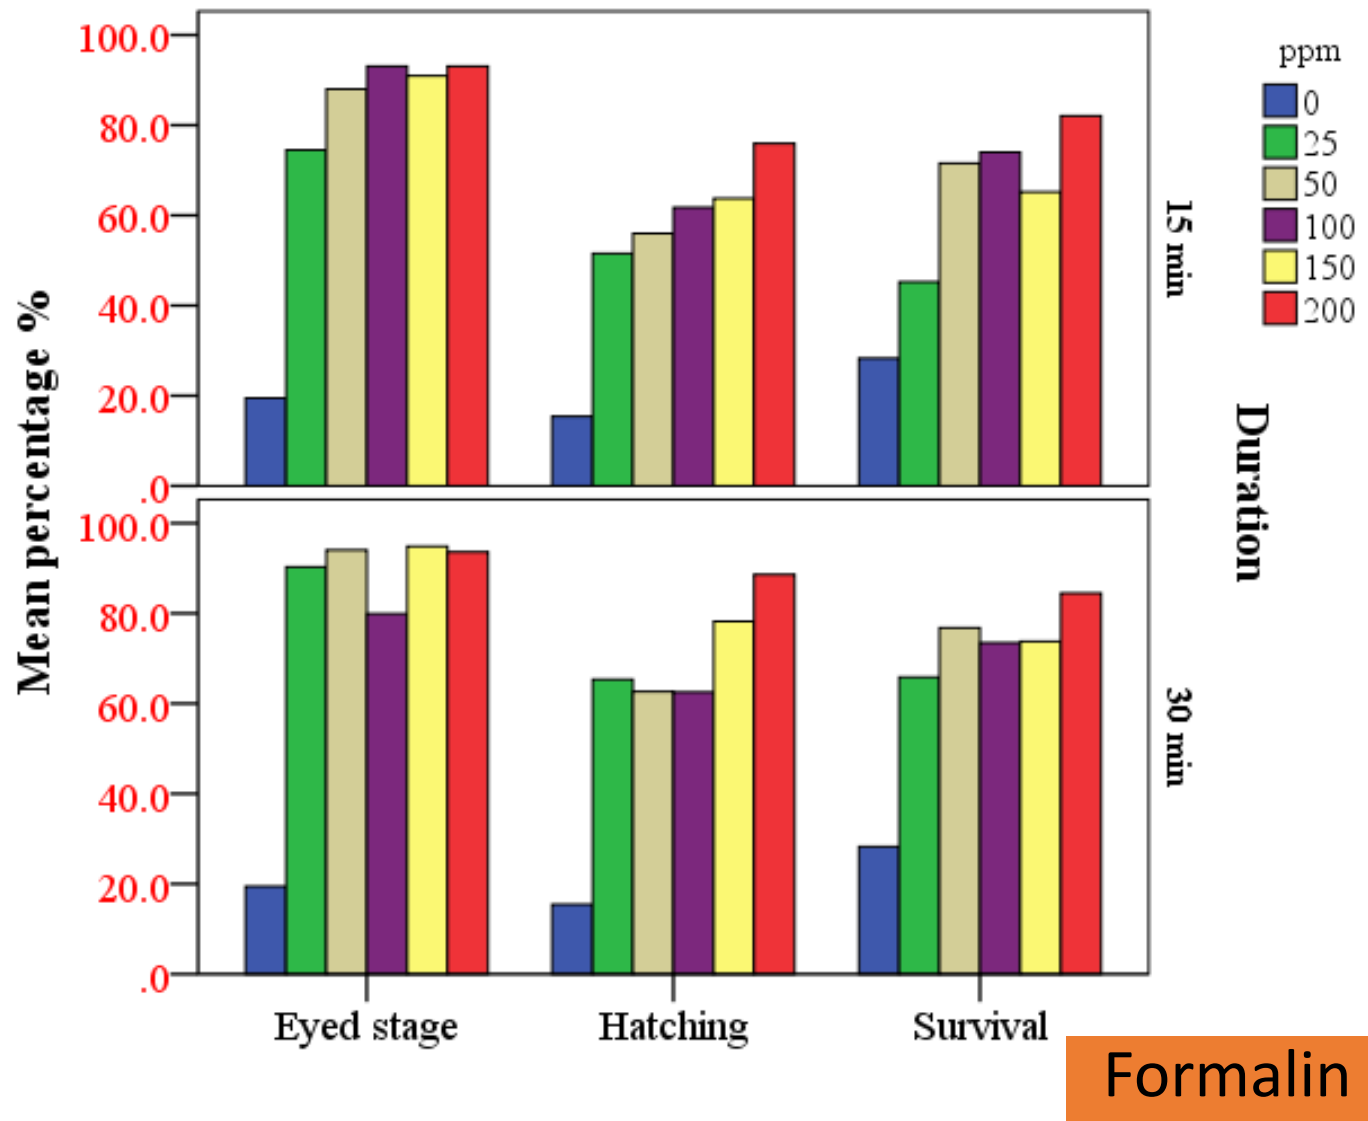 Mean percentage %
100.0
80.0
60.0
40.0
20.0
.0
15 min
100.0
80.0
60.0
40.0
20.0
.0
30 min
Eyed stage
Hatching
Survival
ppm
0
25
50
100
150
200
Duration
Formalin